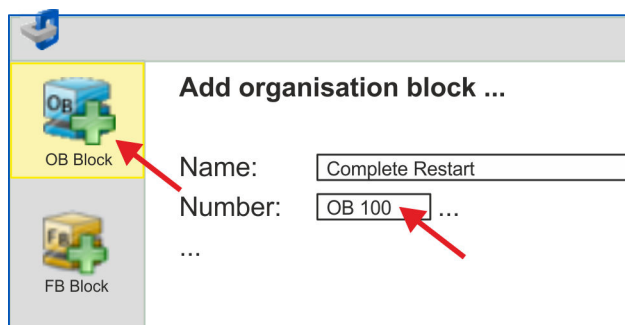 Add organisation block ...
OB
OB Block
Name: Complete Restart
Number: OB 100 ...
...
FB
FB Block